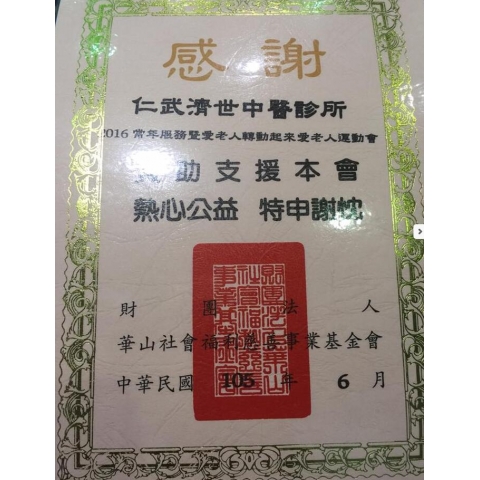 感謝
仁武濟世中醫診所
2016 當年服務暨愛老人轉動起來愛老人運動會
助支援本會
熱心公益 特申謝忱
財團法人
華山社會福利慈善事業基金會
中華民國 105 年 6 月